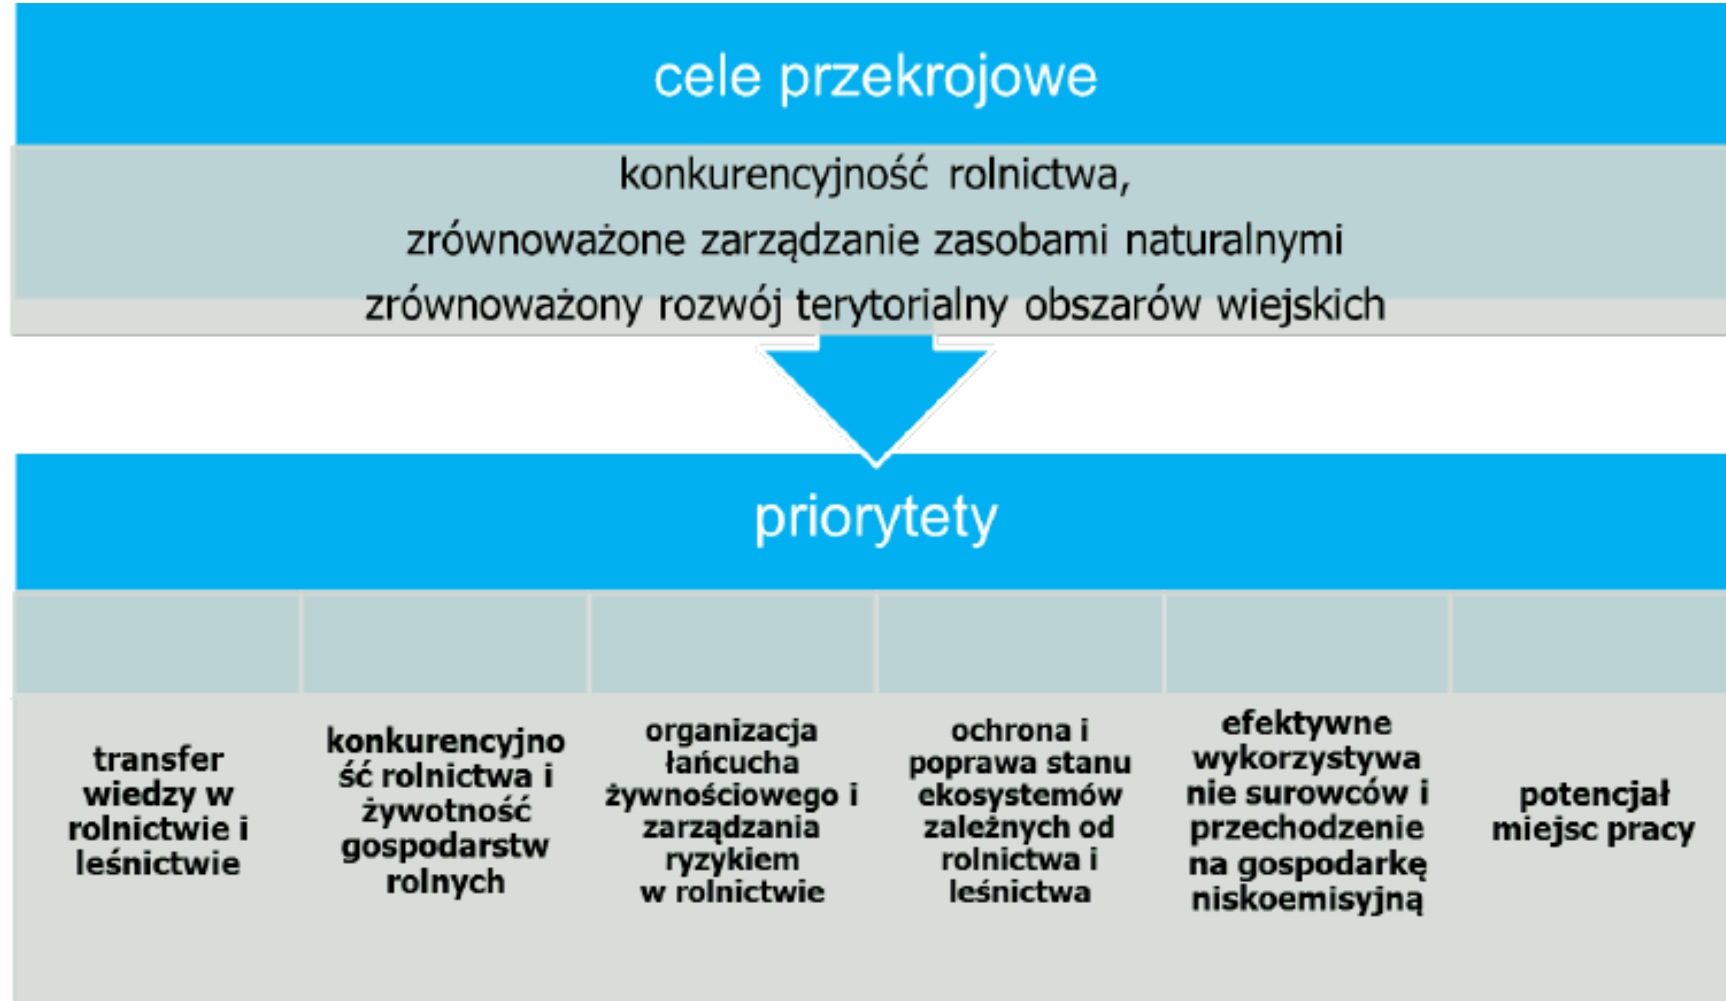 cele przekrojowe
konkurencyjność rolnictwa,
zrównoważone zarządzanie zasobami naturalnymi
zrównoważony rozwój terytorialny obszarów wiejskich
priorytety
transfer
wiedzy w
rolnictwie i
leśnictwie
konkurencyjno
ść rolnictwa i
żywotność
gospodarstw
rolnych
organizacja
łańcucha
żywnościowego i
zarządzania
ryzykiem
w rolnictwie
ochrona i
poprawa stanu
ekosystemów
zależnych od
rolnictwa i
leśnictwa
efektywne
wykorzystywa
nie surowców i
przechodzenie
na gospodarkę
niskoemisyjną
potencjał
miejsc pracy